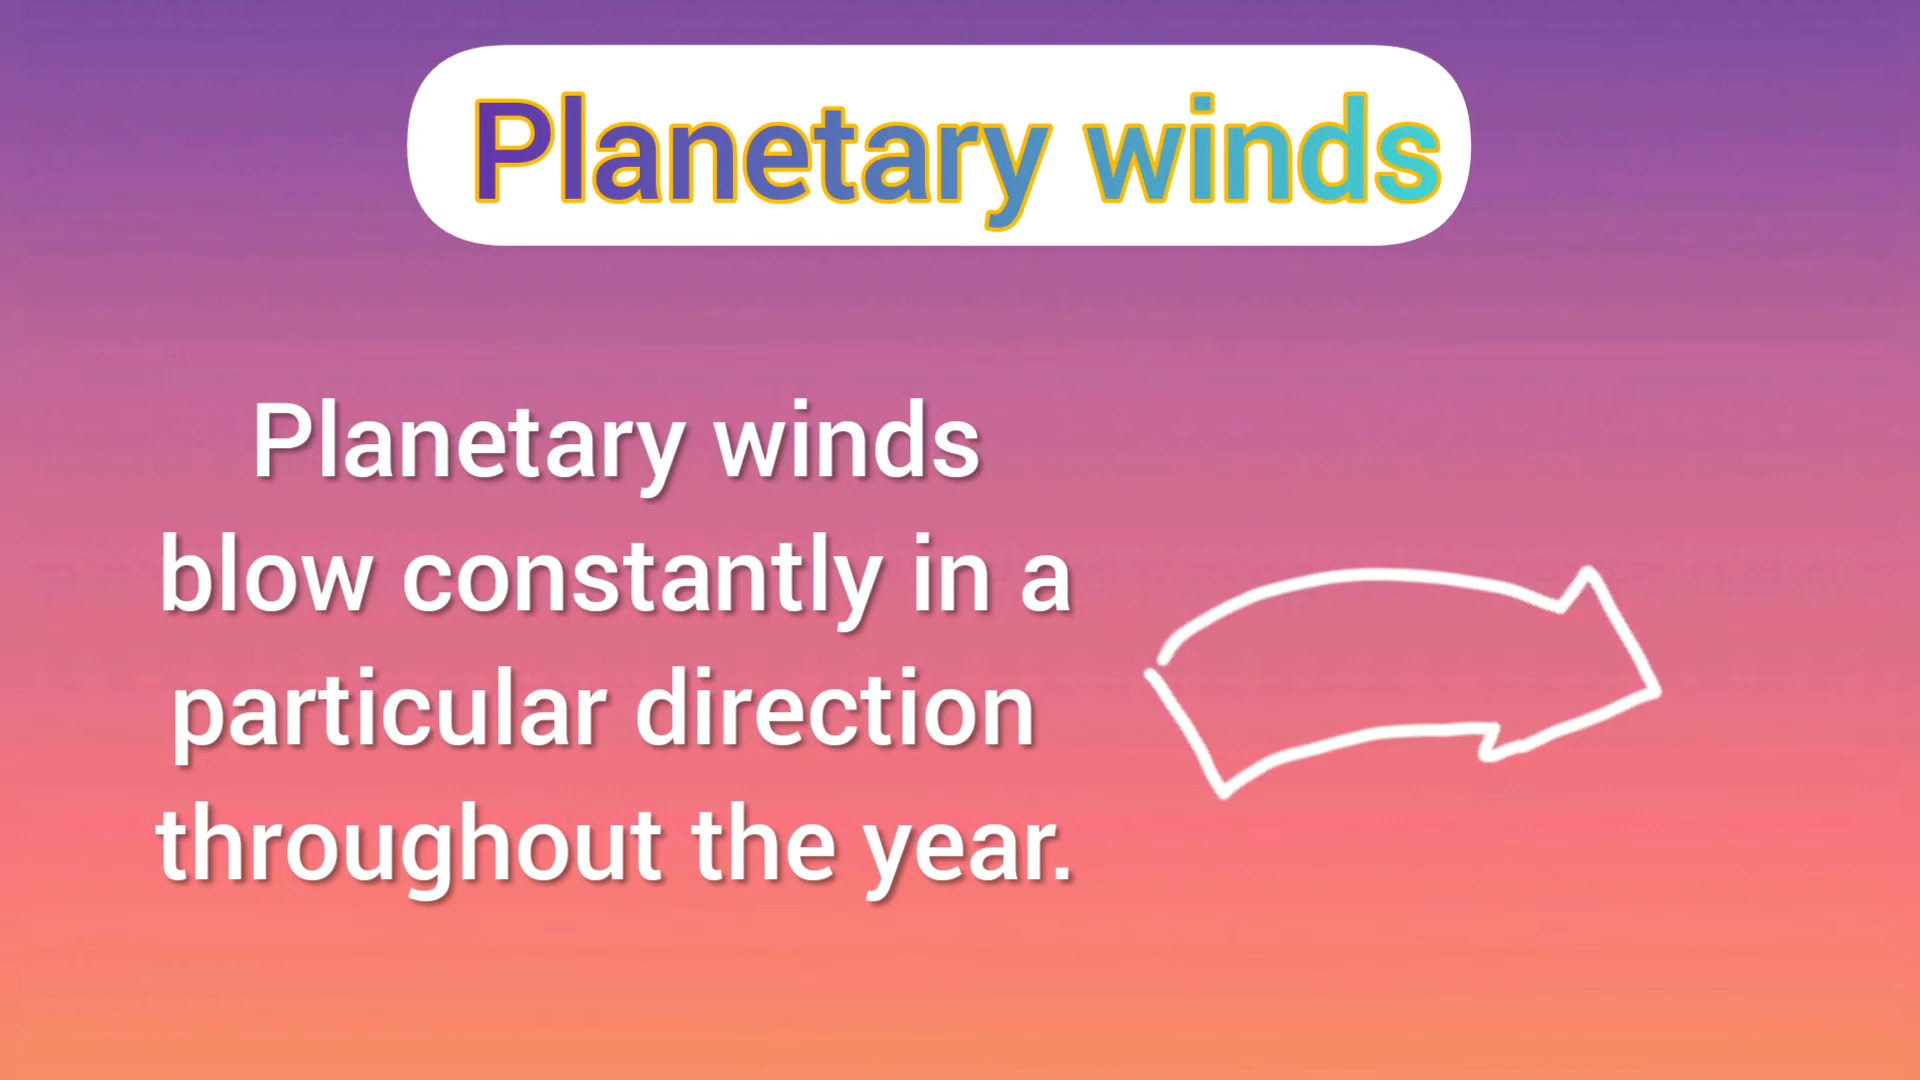 Planetary winds
Planetary winds
blow constantly in a
particular direction
throughout the year.